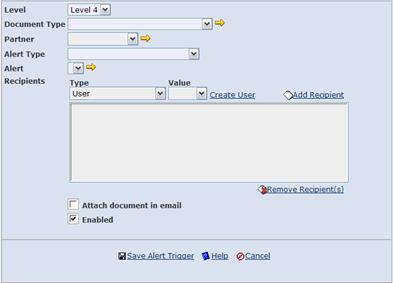 Level Level 4
Document Type
Partner
Alert Type
Alert
Recipients Type Value
User Create User Add Recipient
Remove Recipient(s)
Attach document in email
Enabled
Save Alert Trigger Help Cancel